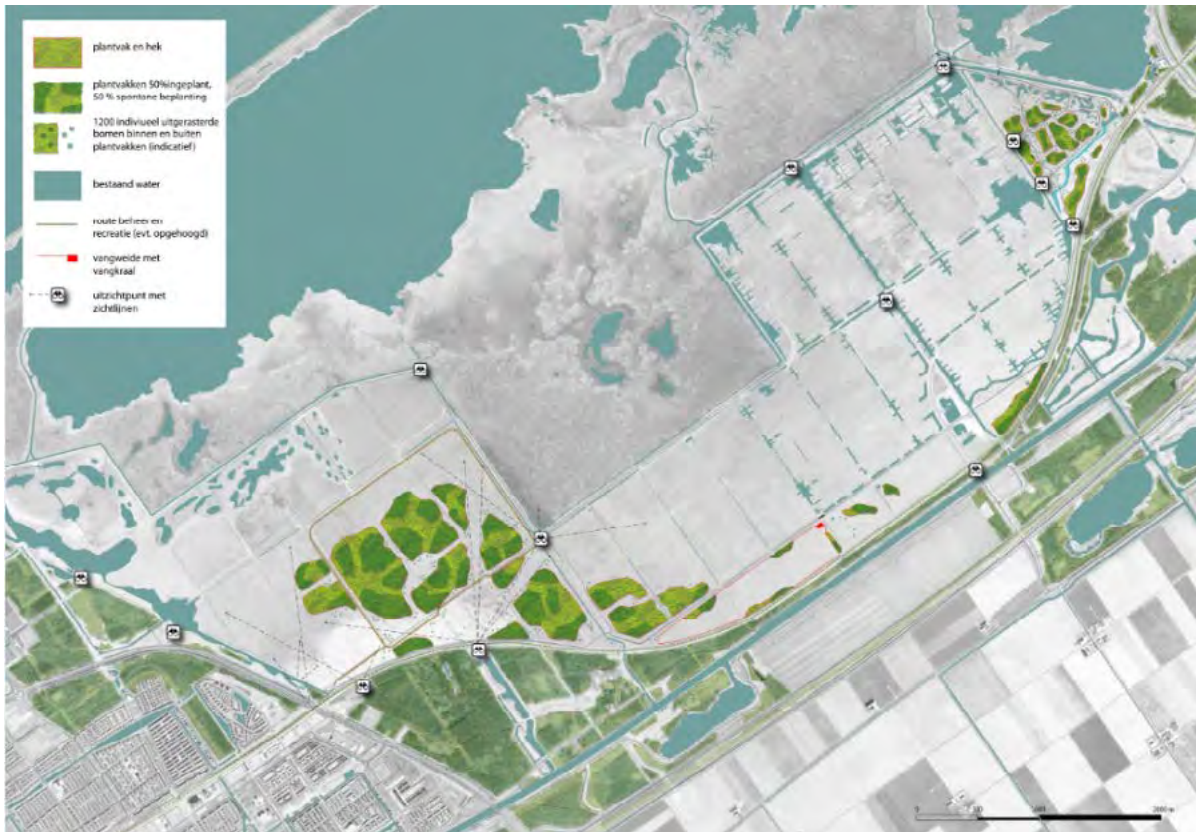 plantvak en hek
plantvakken 50%ingeplant,
50 % spontane beplanting
1200 indiviueel uitgerasterde
bomen binnen en buiten
plantvakken (indicatief)
bestaand water
route beheer en
recreatie (evt. opgehoogd)
vangweide met
vangkraal
uitzichtpunt met
zichtlijnen
0
2000 m